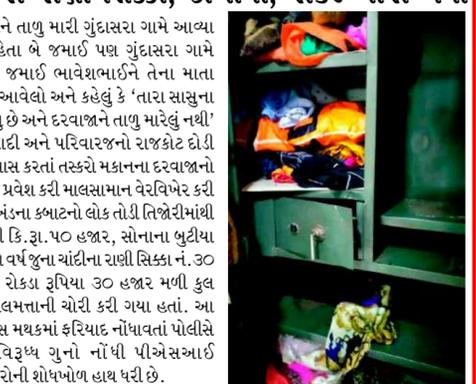 ને તાળુ મારી ગુંદાસરા ગામે આવ્યા
હેતા બે જમાઈ પણ ગુંદાસરા ગામે
જમાઈ ભાવેશભાઈને તેના માતા
આવેલો અને કહેલું કે ‘તારા સાસુના
છે અને દરવાજાને તાળુ મારેલું નથી’
ાદી અને પરિવારજનો રાજકોટ દોડી
ાસ કરતાં તસ્કરો મકાનના દરવાજાનો
પ્રવેશ કરી માલસામાન વેરવિખેર કરી
ખંડના કબાટનો લોક તોડી તિજોરીમાંથી
કિ.રૂા.૫૦ હજાર, સોનાના બુટીયા
વર્ષ જુના ચાંદીના રાણી સિક્કા નં.૩૦
રોકડા રૂપિયા ૩૦ હજાર મળી કુલ
લમત્તાની ચોરી કરી ગયા હતાં. આ
સ મથકમાં ફરિયાદ નોંધાવતાં પોલીસે
વિરૂધ્ધ ગુનો નોંધી પીએસઆઈ
રોની શોધખોળ હાથ ધરી છે.